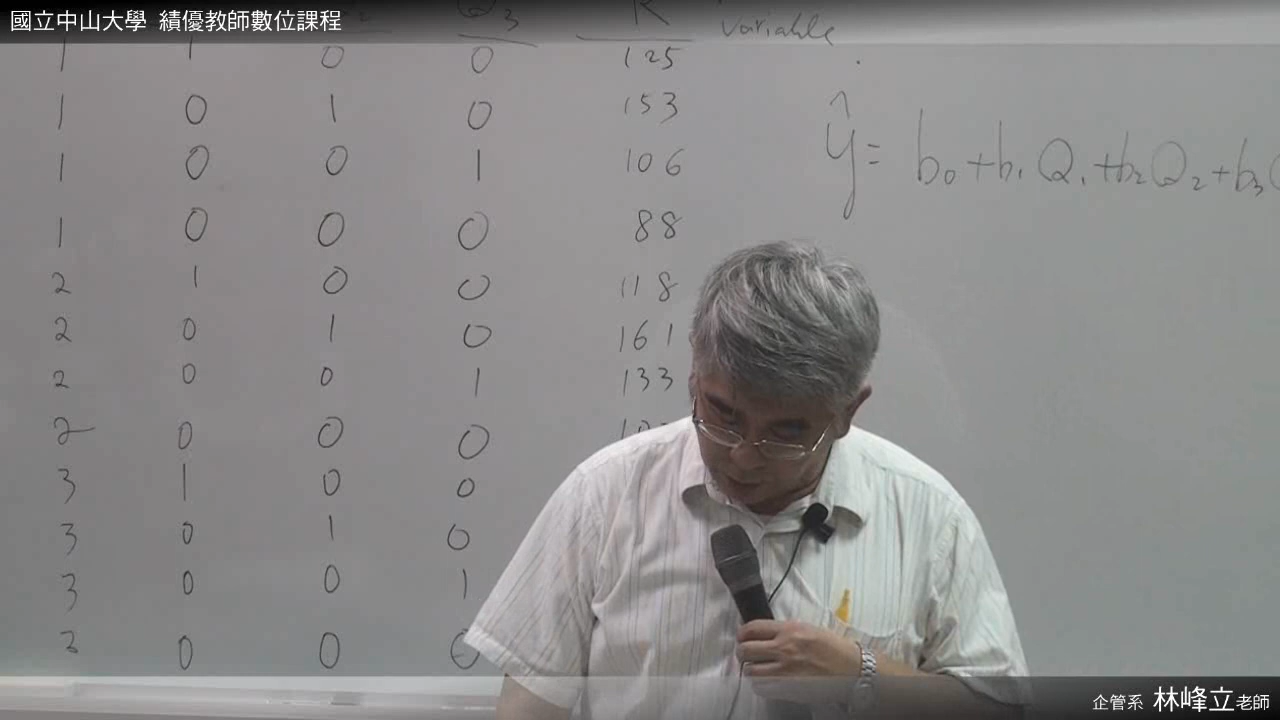 國立中山大學 績優教師數位課程
3 R variable
1 1 0 0 125
1 0 1 0 153
ŷ = b₀ + b₁Q₁ + b₂Q₂ + b₃
1 0 0 1 106
1 0 0 0 88
2 1 0 0 118
2 0 1 0 161
2 0 0 1 133
2 0 0 0
3 1 0 0
3 0 1 0
3 0 0 1
3 0 0 0
企管系 林峰立老師